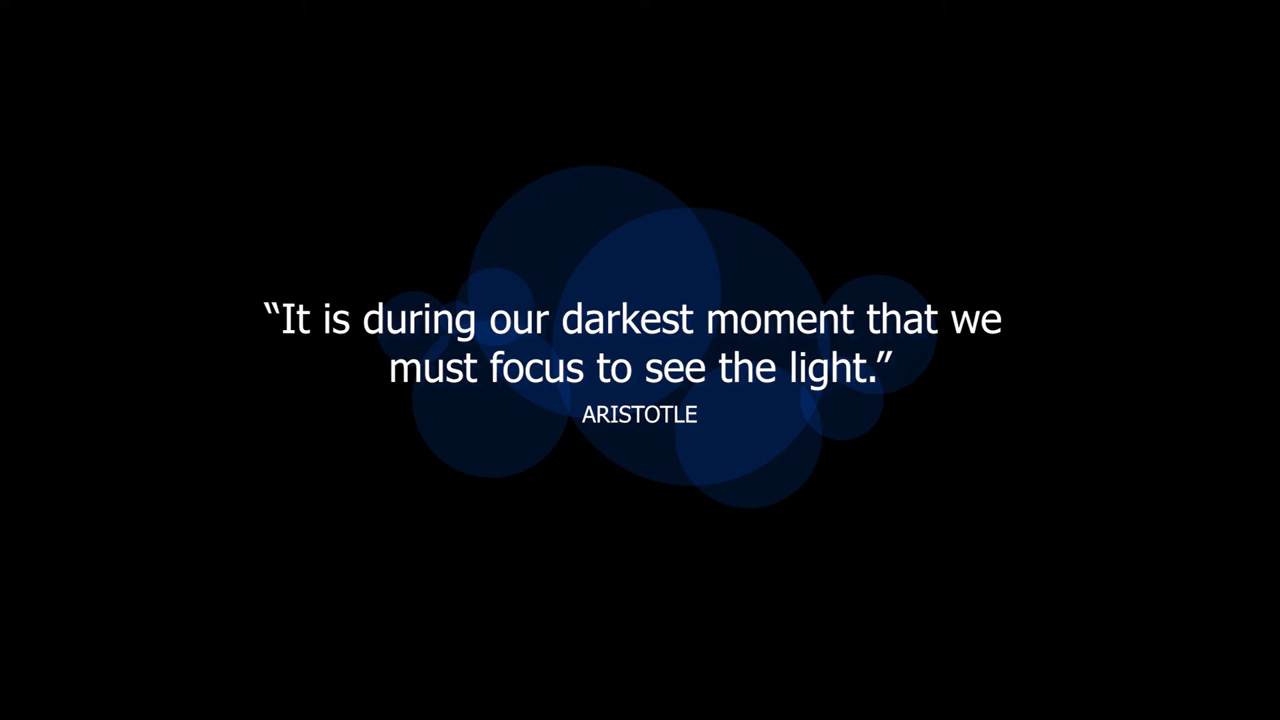 “It is during our darkest moment that we
must focus to see the light.”
ARISTOTLE